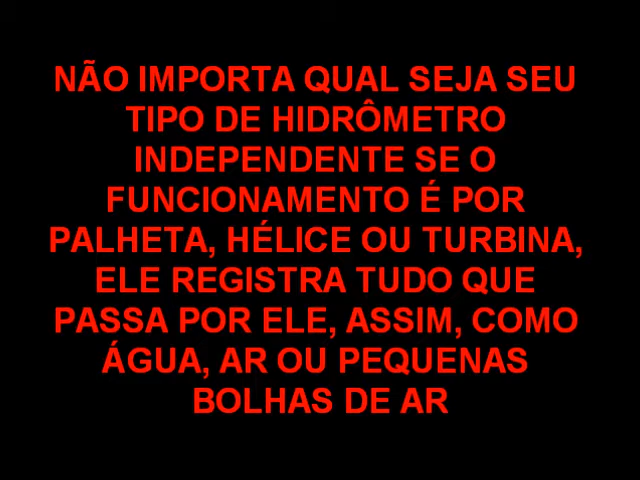 NÃO IMPORTA QUAL SEJA SEU
TIPO DE HIDRÔMETRO
INDEPENDENTE SE O
FUNCIONAMENTO É POR
PALHETA, HÉLICE OU TURBINA,
ELE REGISTRA TUDO QUE
PASSA POR ELE, ASSIM, COMO
ÁGUA, AR OU PEQUENAS
BOLHAS DE AR